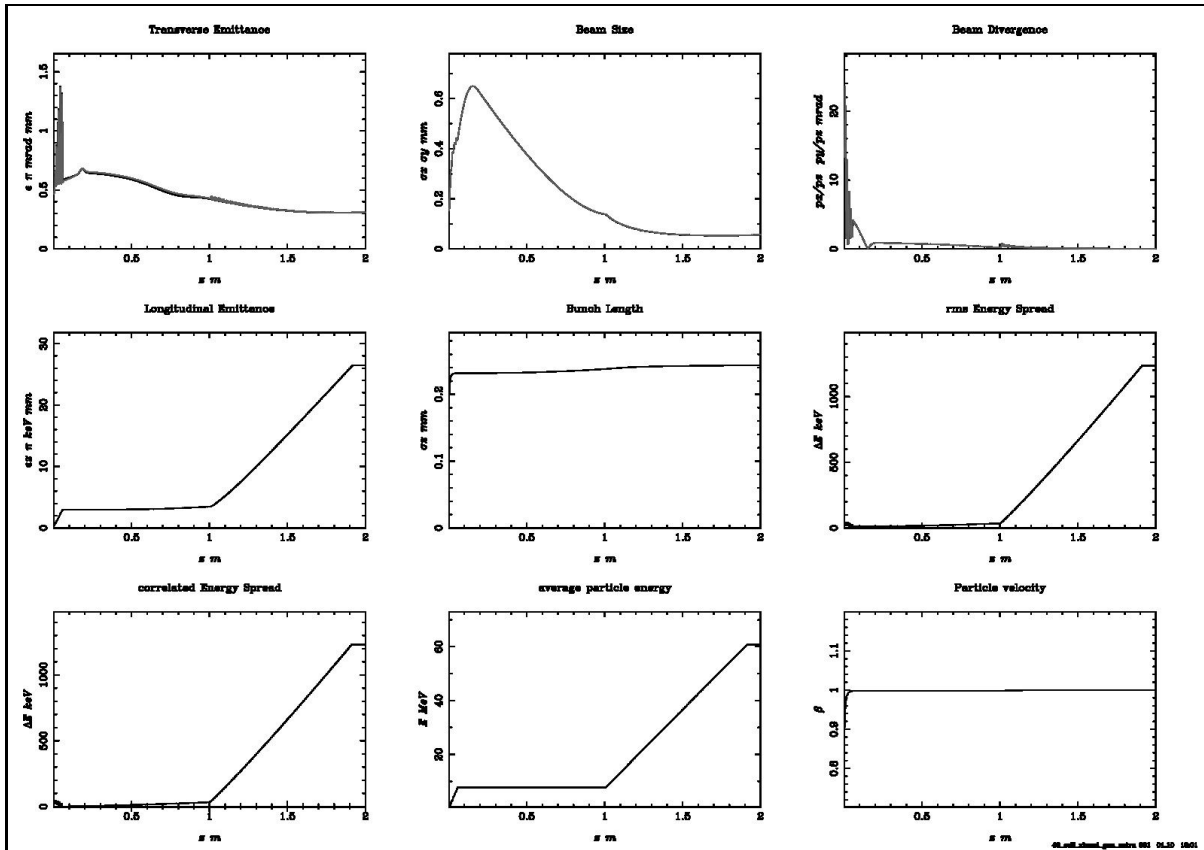 Transverse Emittance
Beam Size
Beam Divergence
ε π mrad mm
0 0.5 1 1.5
0.5 1 1.5 2
z m
σx σy mm
0 0.2 0.4 0.6
0.5 1 1.5 2
z m
px/pz py/pz mrad
0 10 20
0.5 1 1.5 2
z m
Longitudinal Emittance
Bunch Length
rms Energy Spread
εz π keV mm
0 10 20 30
0.5 1 1.5 2
z m
σz mm
0 0.1 0.2
0.5 1 1.5 2
z m
ΔE keV
0 500 1000
0.5 1 1.5 2
z m
correlated Energy Spread
average particle energy
Particle velocity
ΔE keV
0 500 1000
0 0.5 1 1.5 2
z m
E MeV
20 40 60
0.5 1 1.5 2
z m
β
0.8 0.9 1 1.1
0.5 1 1.5 2
z m